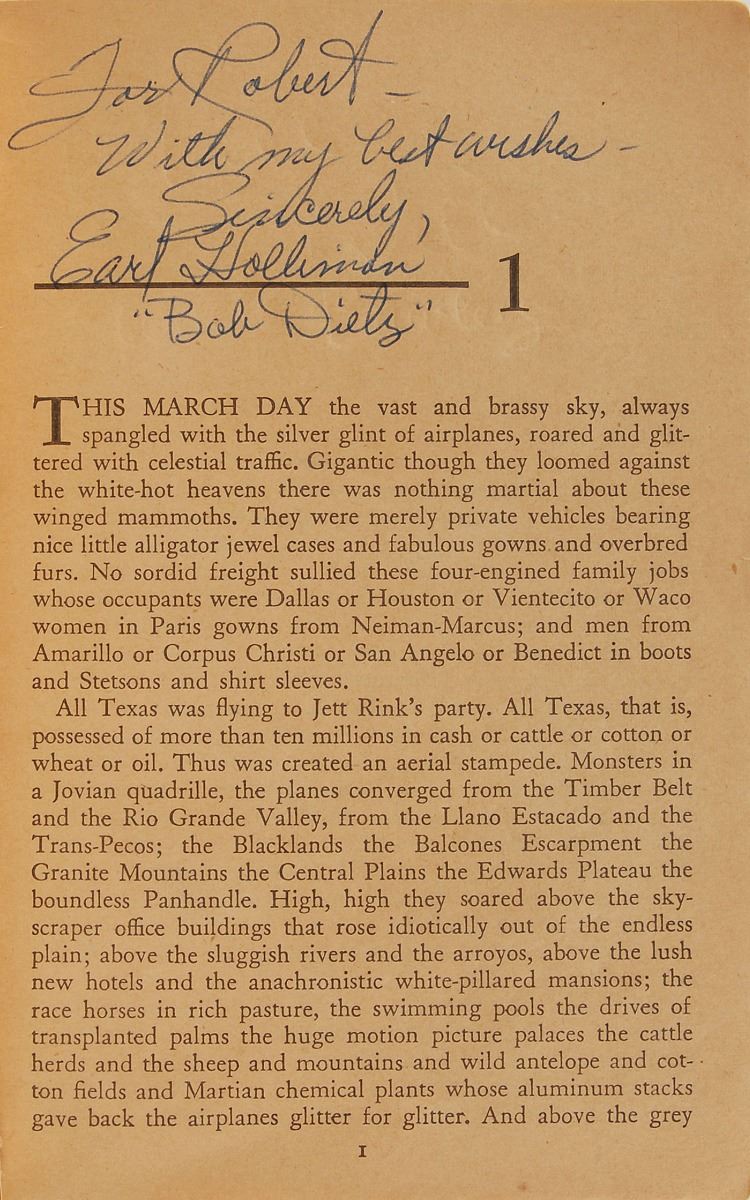 For Robert –
With my best wishes –
Sincerely,
Earl Holliman
"Bob Dietz"
1
THIS MARCH DAY the vast and brassy sky, always
spangled with the silver glint of airplanes, roared and glit-
tered with celestial traffic. Gigantic though they loomed against
the white-hot heavens there was nothing martial about these
winged mammoths. They were merely private vehicles bearing
nice little alligator jewel cases and fabulous gowns and overbred
furs. No sordid freight sullied these four-engined family jobs
whose occupants were Dallas or Houston or Vientecito or Waco
women in Paris gowns from Neiman-Marcus; and men from
Amarillo or Corpus Christi or San Angelo or Benedict in boots
and Stetsons and shirt sleeves.
All Texas was flying to Jett Rink's party. All Texas, that is,
possessed of more than ten millions in cash or cattle or cotton or
wheat or oil. Thus was created an aerial stampede. Monsters in
a Jovian quadrille, the planes converged from the Timber Belt
and the Rio Grande Valley, from the Llano Estacado and the
Trans-Pecos; the Blacklands the Balcones Escarpment the
Granite Mountains the Central Plains the Edwards Plateau the
boundless Panhandle. High, high they soared above the sky-
scraper office buildings that rose idiotically out of the endless
plain; above the sluggish rivers and the arroyos, above the lush
new hotels and the anachronistic white-pillared mansions; the
race horses in rich pasture, the swimming pools the drives of
transplanted palms the huge motion picture palaces the cattle
herds and the sheep and mountains and wild antelope and cot-
ton fields and Martian chemical plants whose aluminum stacks
gave back the airplanes glitter for glitter. And above the grey
1